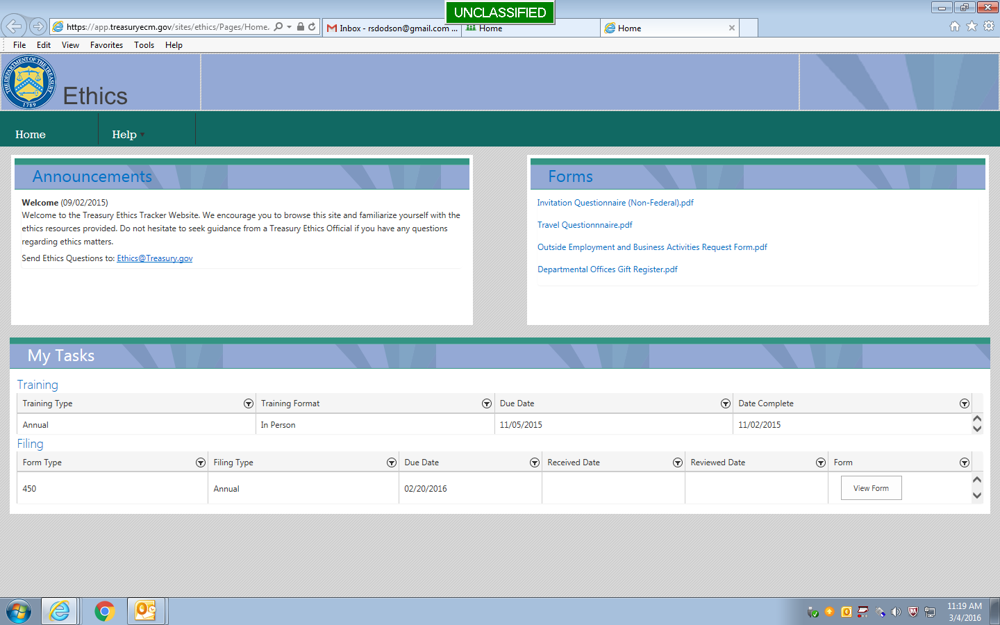 UNCLASSIFIED
https://app.treasuryecm.gov/sites/ethics/Pages/Home.
Inbox - rsdodson@gmail.com ...
Home
Home
File Edit View Favorites Tools Help
THE DEPARTMENT OF THE TREASURY
1789
Ethics
Home
Help
Announcements
Welcome (09/02/2015)
Welcome to the Treasury Ethics Tracker Website. We encourage you to browse this site and familiarize yourself with the
ethics resources provided. Do not hesitate to seek guidance from a Treasury Ethics Official if you have any questions
regarding ethics matters.
Send Ethics Questions to: Ethics@Treasury.gov
Forms
Invitation Questionnaire (Non-Federal).pdf
Travel Questionnnaire.pdf
Outside Employment and Business Activities Request Form.pdf
Departmental Offices Gift Register.pdf
My Tasks
Training
Training Type Training Format Due Date Date Complete
Annual In Person 11/05/2015 11/02/2015
Filing
Form Type Filing Type Due Date Received Date Reviewed Date Form
450 Annual 02/20/2016 View Form
11:19 AM
3/4/2016